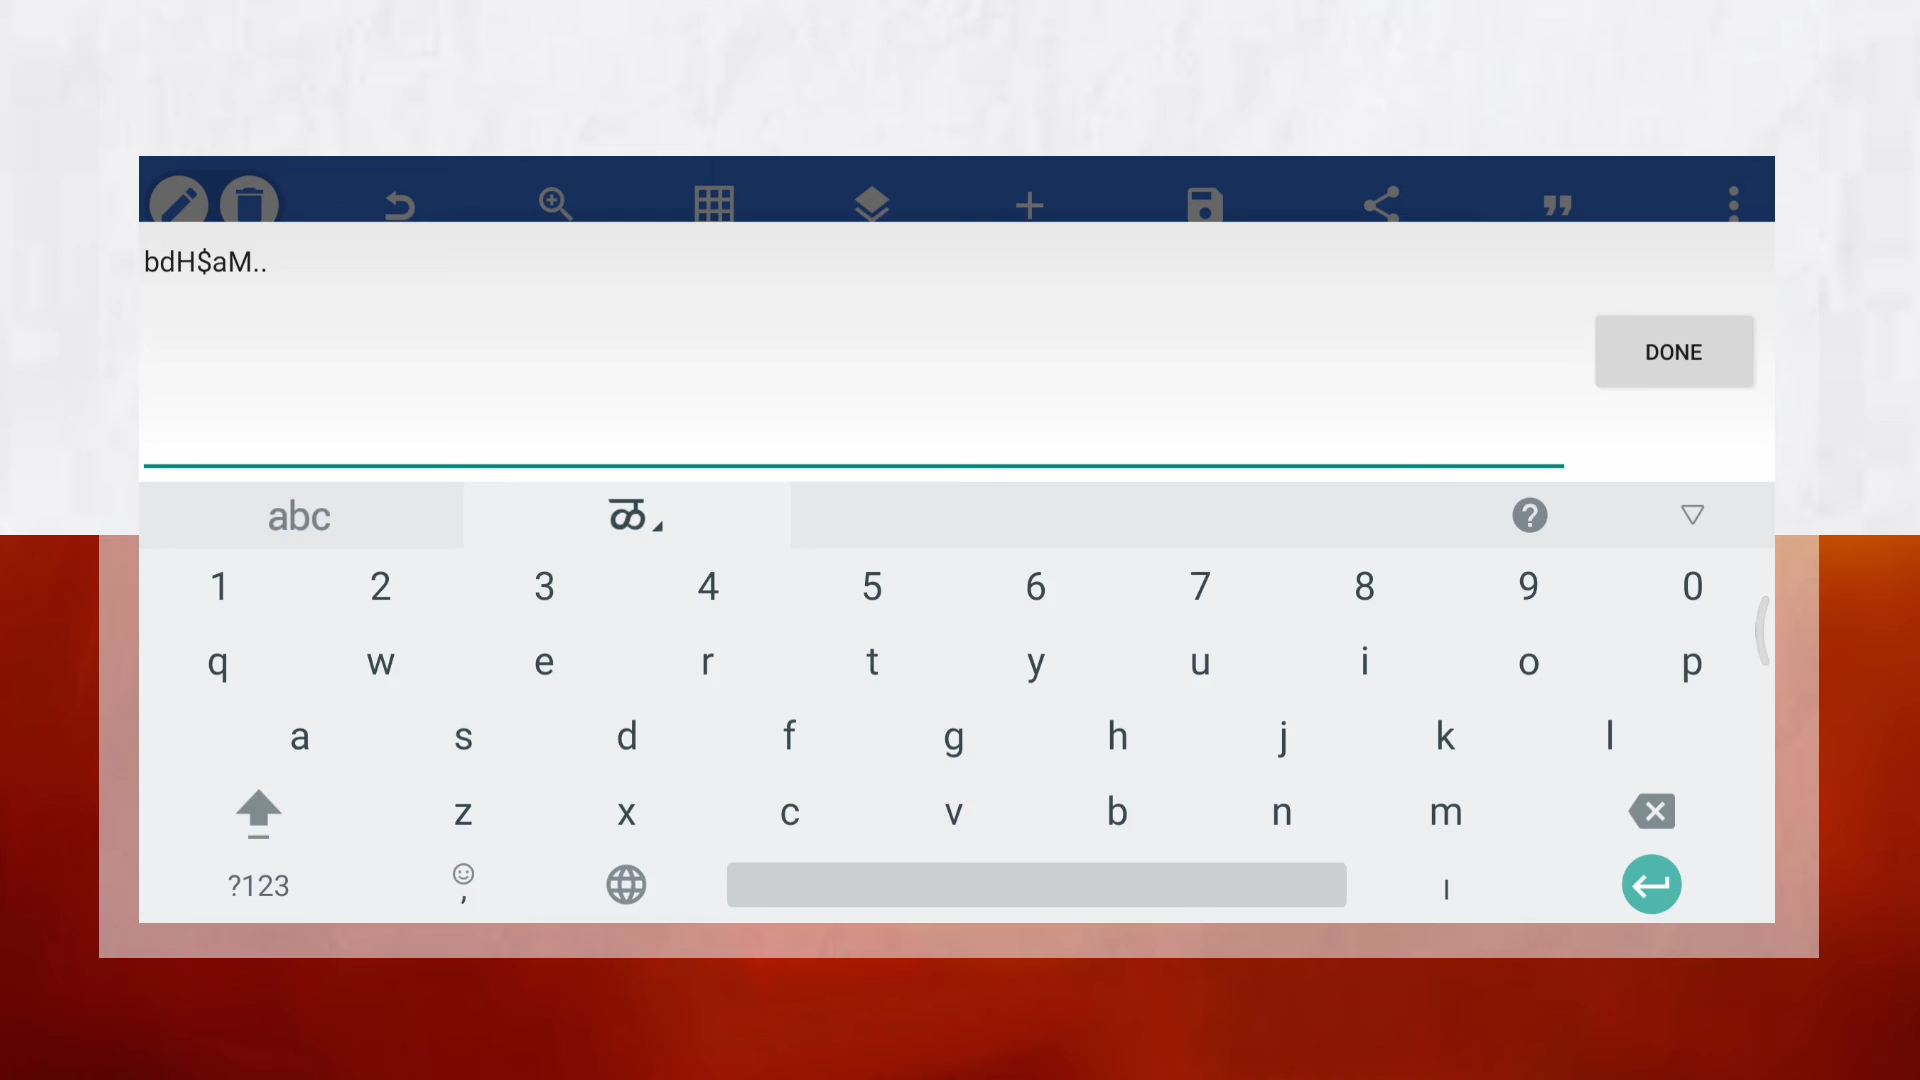 bdH$aM..
DONE
abc ळ
1 2 3 4 5 6 7 8 9 0
q w e r t y u i o p
a s d f g h j k l
z x c v b n m
?123 , ।